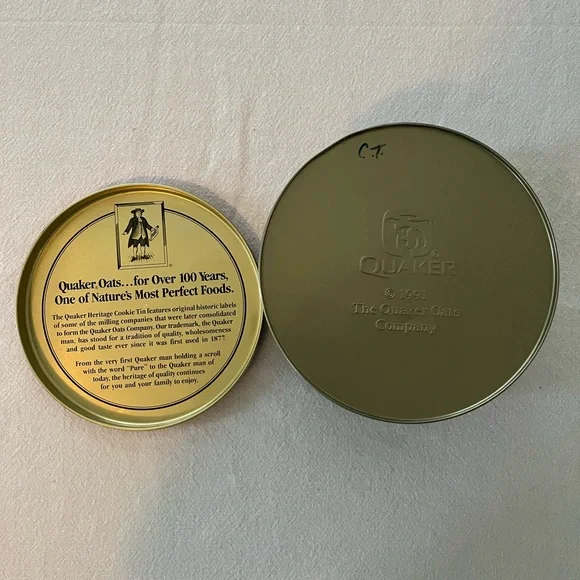 Quaker Oats...for Over 100 Years,
One of Nature's Most Perfect Foods.
The Quaker Heritage Cookie Tin features original historic labels
of some of the milling companies that were later consolidated
to form the Quaker Oats Company. Our trademark, the Quaker
man, has stood for a tradition of quality, wholesomeness
and good taste ever since it was first used in 1877.
From the very first Quaker man holding a scroll
with the word "Pure" to the Quaker man of
today, the heritage of quality continues
for you and your family to enjoy.
C.T.
QUAKER®
© 1991
The Quaker Oats
Company